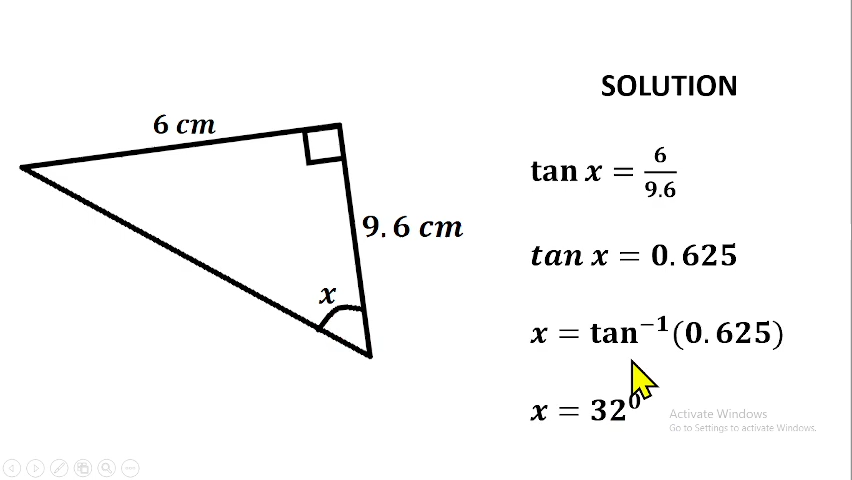 SOLUTION
6 cm
tan x = 6/9.6
9.6 cm
tan x = 0.625
x
x = tan⁻¹(0.625)
x = 32⁰
Activate Windows
Go to Settings to activate Windows.